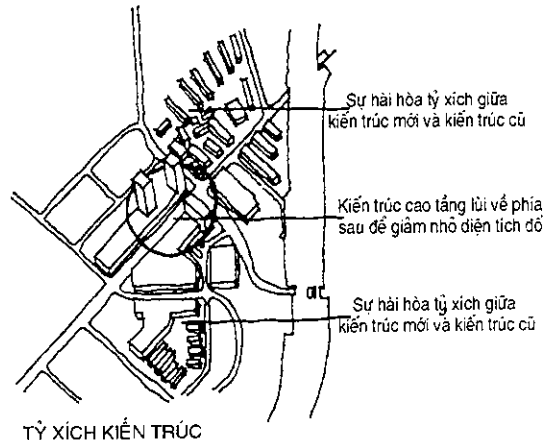 Sự hài hòa tỷ xích giữa
kiến trúc mới và kiến trúc cũ
Kiến trúc cao tầng lùi về phía
sau để giảm nhỏ diện tích đổ
Sự hài hòa tỷ xích giữa
kiến trúc mới và kiến trúc cũ
TỶ XÍCH KIẾN TRÚC